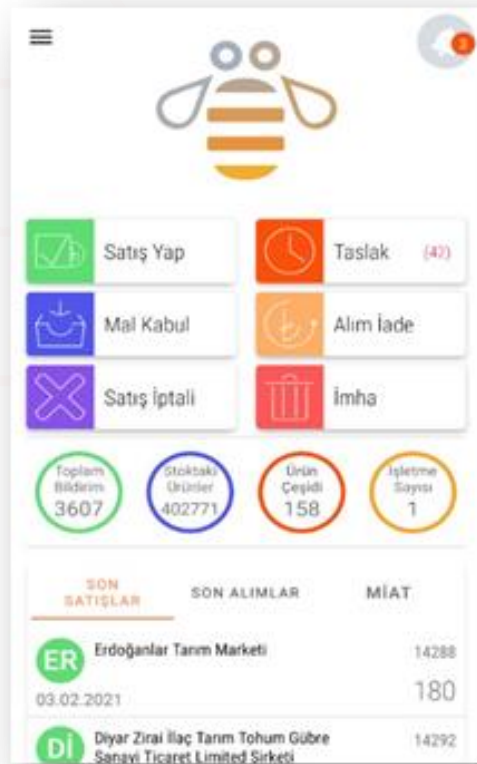 Satış Yap
Taslak (42)
Mal Kabul
Alım İade
Satış İptali
İmha
Toplam
Bildirim
3607
Stoktaki
Ürünler
402771
Ürün
Çeşidi
158
İşletme
Sayısı
1
SON
SATIŞLAR
SON ALIMLAR
MİAT
ER
Erdoğanlar Tarım Marketi
14288
03.02.2021
180
Dİ
Diyar Zirai İlaç Tarım Tohum Gübre
14292
Sanayi Ticaret Limited Şirketi